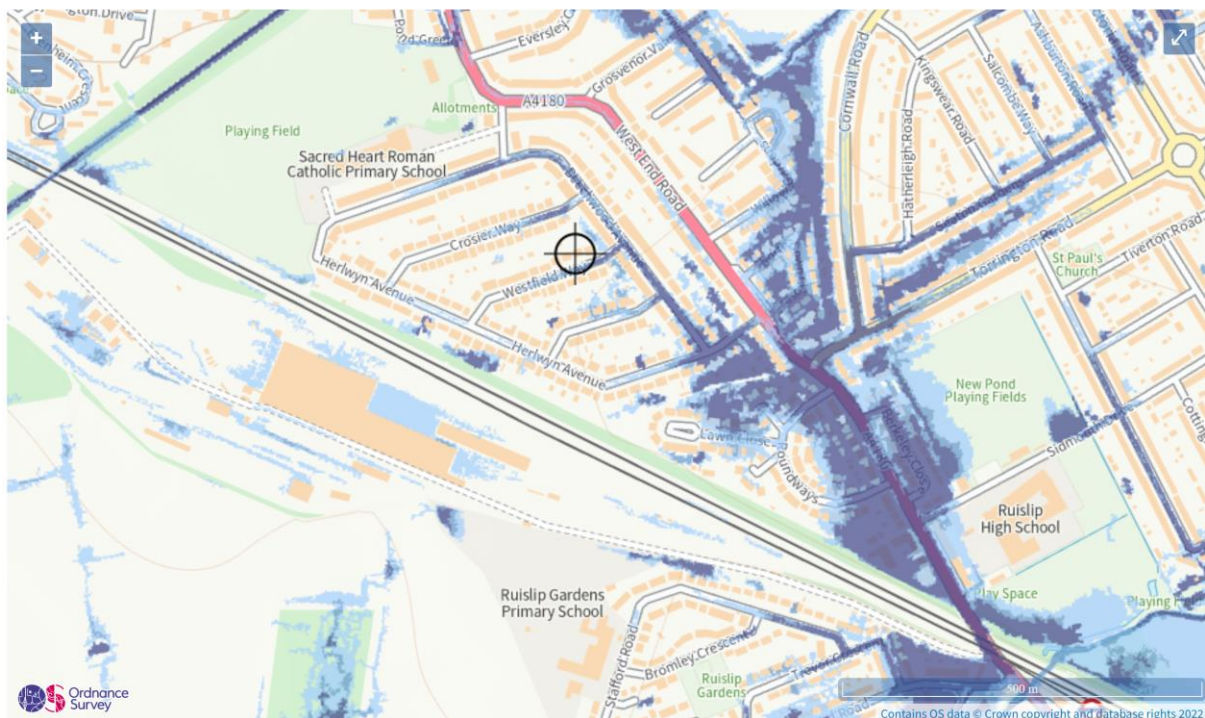 +
−
A4180
Eversley
Grosvenor
Allotments
Playing Field
Sacred Heart Roman
Catholic Primary School
West End Road
Cornwall Road
Kingswear Road
Salcombe Way
Ashburton
Hatherleigh Road
Torrington Road
St Paul's
Church
Tiverton Road
Crosier Way
Herlwyn Avenue
Westfield
Herlwyn Avenue
New Pond
Playing Fields
Lawn Close
Roundways
Ruislip
High School
Play Space
Ruislip Gardens
Primary School
Stafford Road
Bromley Crescent
Ruislip
Gardens
Ordnance
Survey
500 m
Contains OS data © Crown copyright and database rights 2022